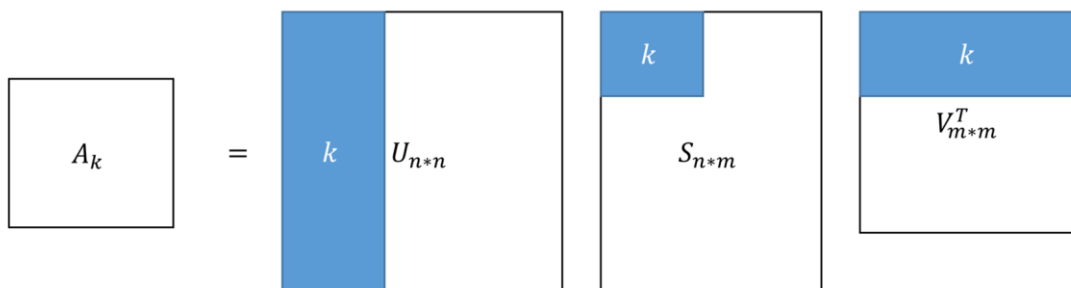 k k k
A_k = U_{n*n} S_{n*m} V^T_{m*m}